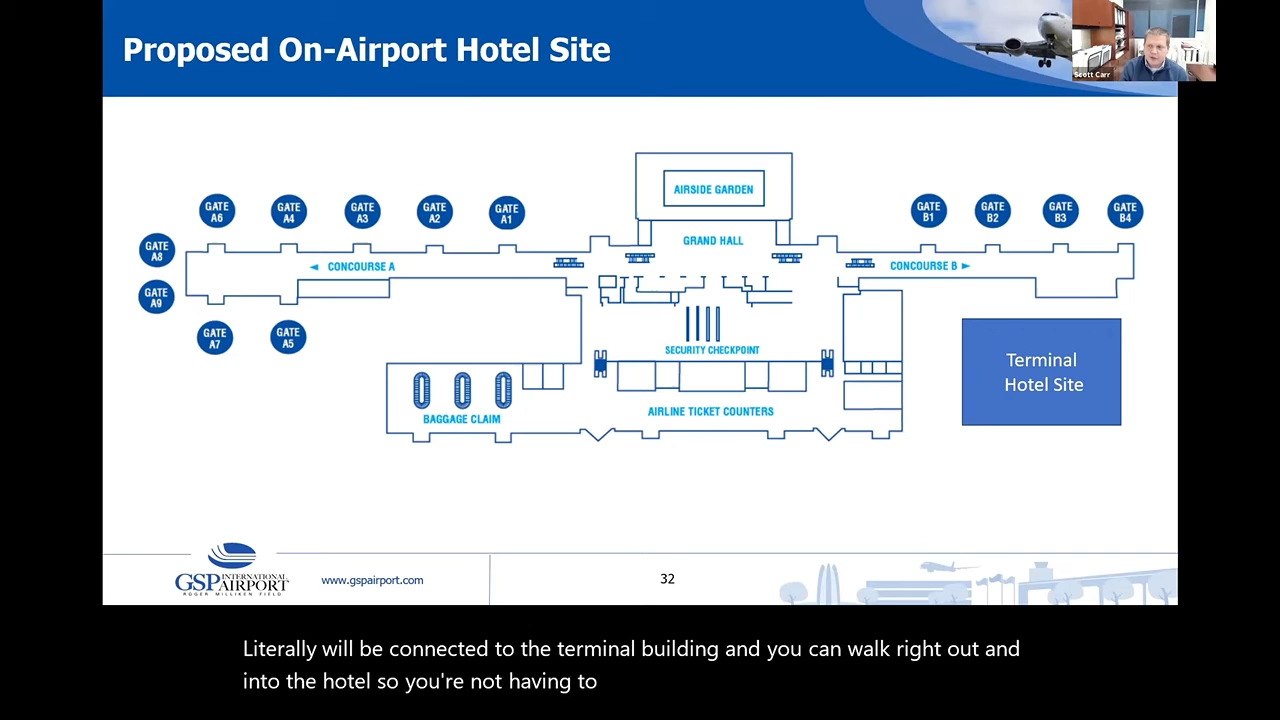 Proposed On-Airport Hotel Site
Scott Carr
AIRSIDE GARDEN
GATE
A6
GATE
A4
GATE
A3
GATE
A2
GATE
A1
GATE
B1
GATE
B2
GATE
B3
GATE
B4
GRAND HALL
GATE
A8
CONCOURSE A
CONCOURSE B
GATE
A9
GATE
A7
GATE
A5
SECURITY CHECKPOINT
Terminal
Hotel Site
BAGGAGE CLAIM
AIRLINE TICKET COUNTERS
GSP INTERNATIONAL
AIRPORT
ROGER MILLIKEN FIELD
www.gspairport.com
32
Literally will be connected to the terminal building and you can walk right out and
into the hotel so you're not having to